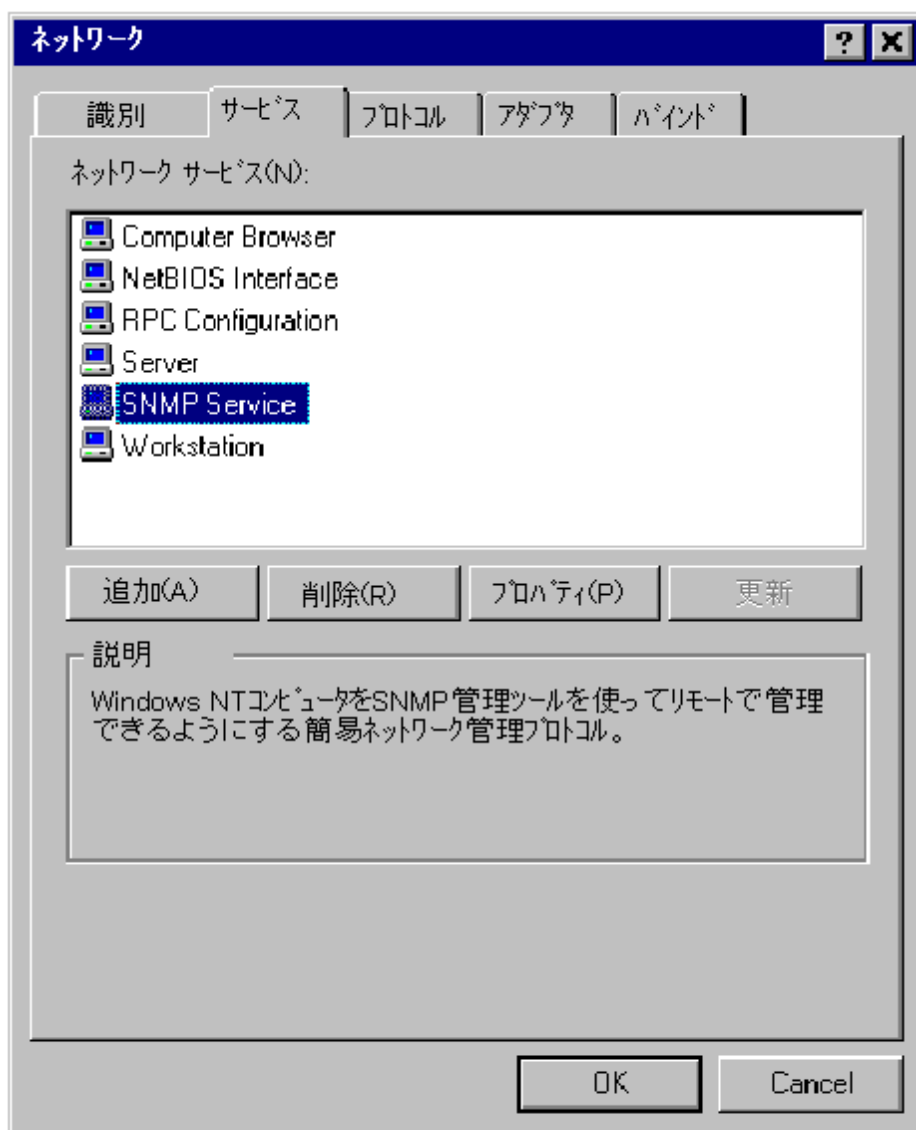 ネットワーク
識別 サービス プロトコル アダプタ バインド
ネットワーク サービス(N):
Computer Browser
NetBIOS Interface
RPC Configuration
Server
SNMP Service
Workstation
追加(A) 削除(R) プロパティ(P) 更新
説明
Windows NTコンピュータをSNMP管理ツールを使ってリモートで管理
できるようにする簡易ネットワーク管理プロトコル。
OK Cancel